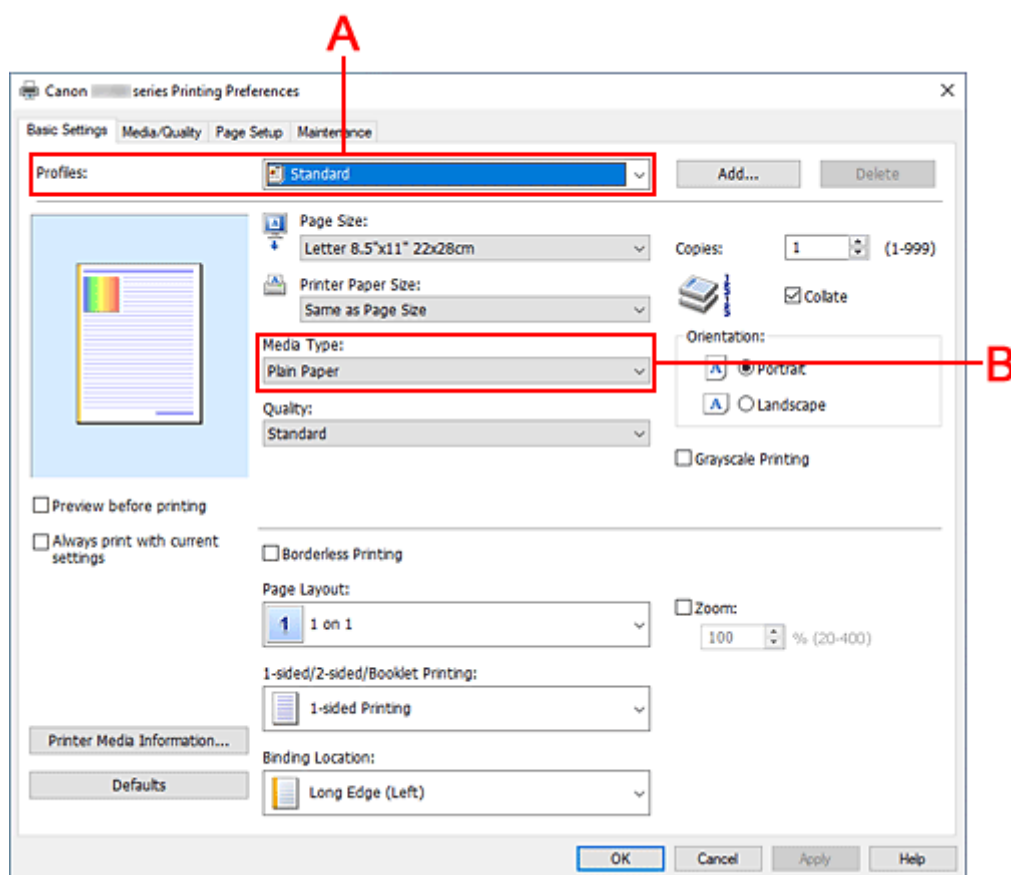 A
Canon series Printing Preferences
Basic Settings Media/Quality Page Setup Maintenance
Profiles: Standard Add... Delete
Page Size:
Letter 8.5"x11" 22x28cm
Copies: 1 (1-999)
Printer Paper Size:
Same as Page Size
Collate
Media Type:
Plain Paper
Orientation:
Portrait
Landscape
B
Quality:
Standard
Grayscale Printing
Preview before printing
Always print with current
settings
Borderless Printing
Page Layout:
1 on 1
Zoom:
100 % (20-400)
1-sided/2-sided/Booklet Printing:
1-sided Printing
Printer Media Information...
Binding Location:
Defaults
Long Edge (Left)
OK Cancel Apply Help